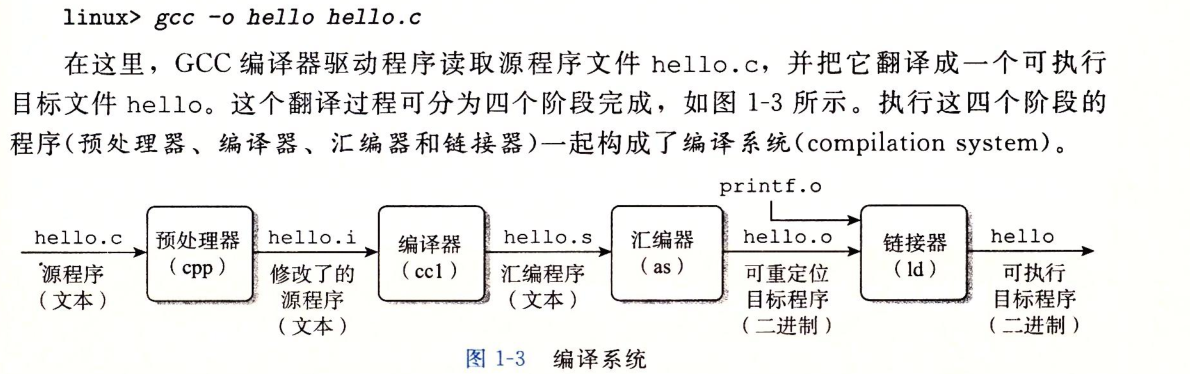 linux> gcc -o hello hello.c
在这里，GCC 编译器驱动程序读取源程序文件 hello.c，并把它翻译成一个可执行
目标文件 hello。这个翻译过程可分为四个阶段完成，如图 1-3 所示。执行这四个阶段的
程序(预处理器、编译器、汇编器和链接器)一起构成了编译系统(compilation system)。
printf.o
hello.c
预处理器
（cpp）
hello.i
编译器
（cc1）
hello.s
汇编器
（as）
hello.o
链接器
（ld）
hello
源程序
（文本）
修改了的
源程序
（文本）
汇编程序
（文本）
可重定位
目标程序
（二进制）
可执行
目标程序
（二进制）
图 1-3 编译系统